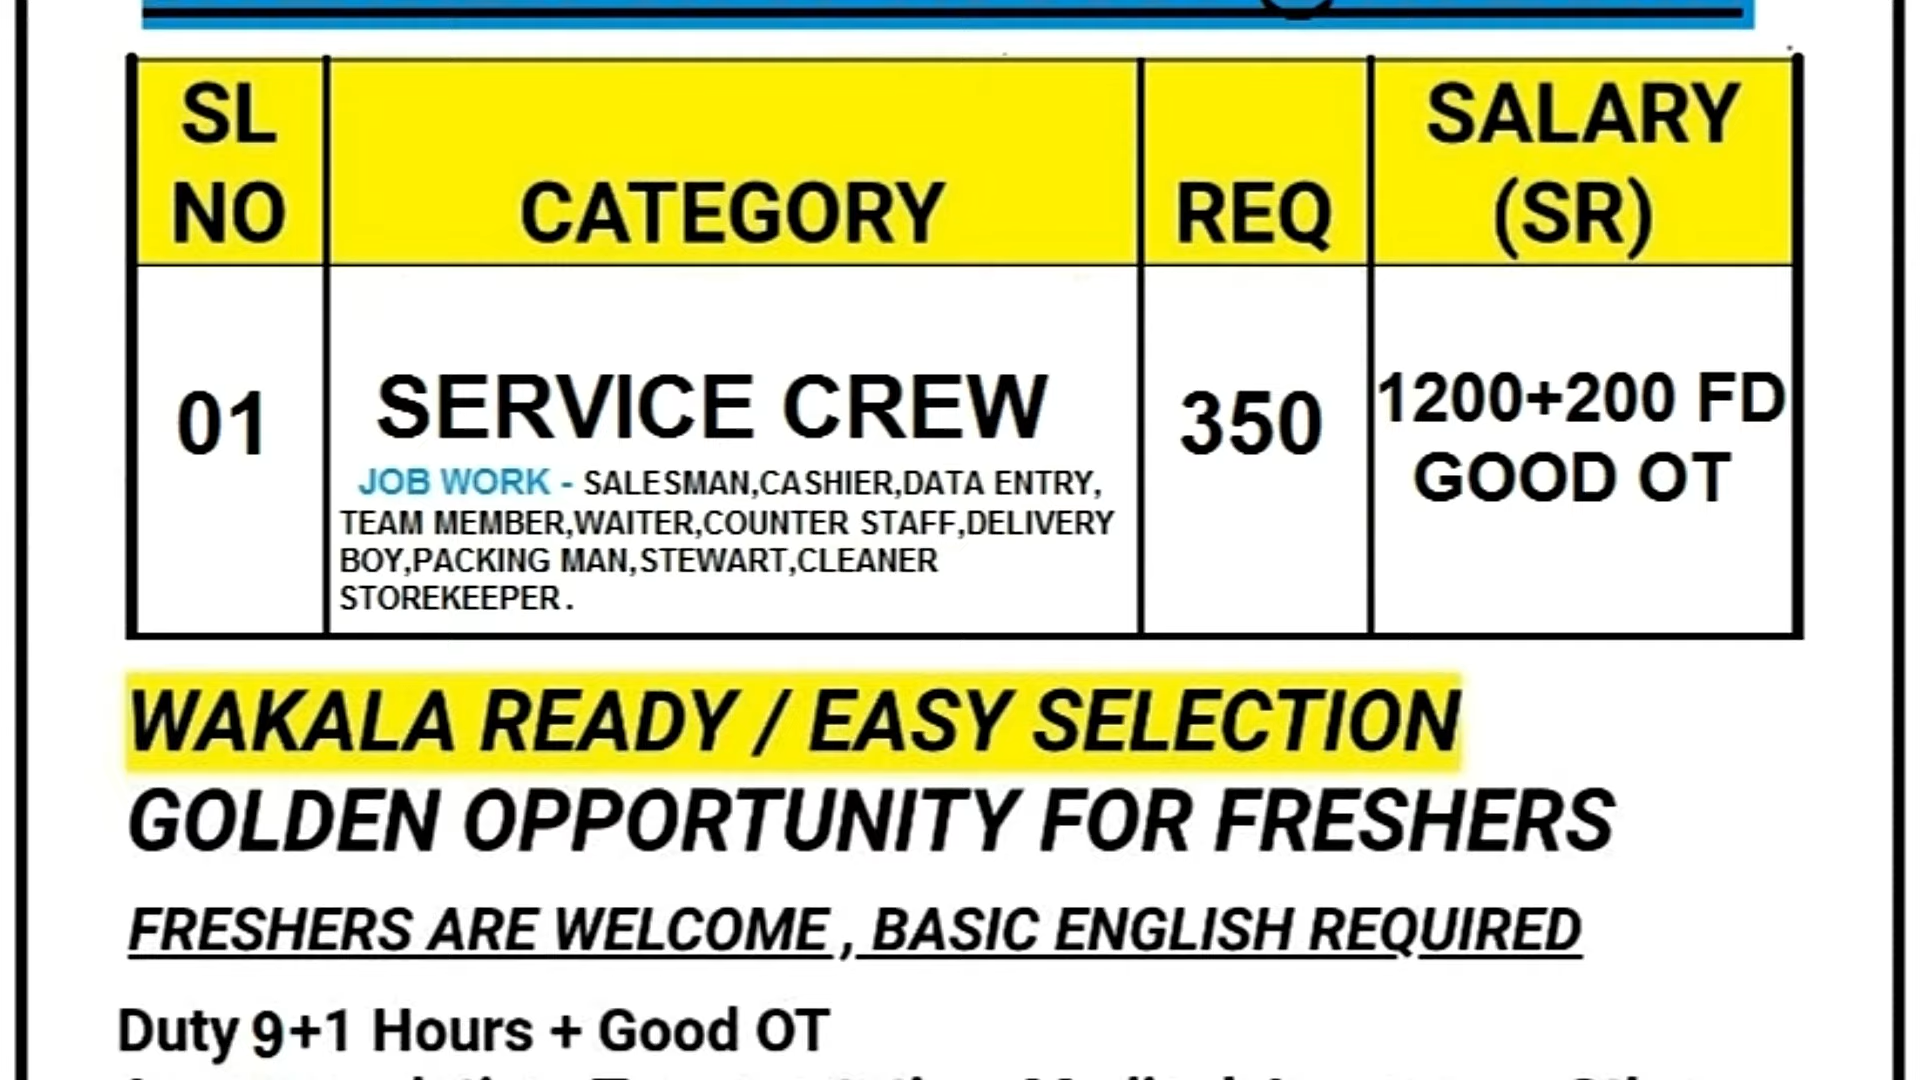 SL NO
CATEGORY
REQ
SALARY (SR)
01
SERVICE CREW
JOB WORK - SALESMAN,CASHIER,DATA ENTRY,
TEAM MEMBER,WAITER,COUNTER STAFF,DELIVERY
BOY,PACKING MAN,STEWART,CLEANER
STOREKEEPER.
350
1200+200 FD
GOOD OT
WAKALA READY / EASY SELECTION
GOLDEN OPPORTUNITY FOR FRESHERS
FRESHERS ARE WELCOME , BASIC ENGLISH REQUIRED
Duty 9+1 Hours + Good OT